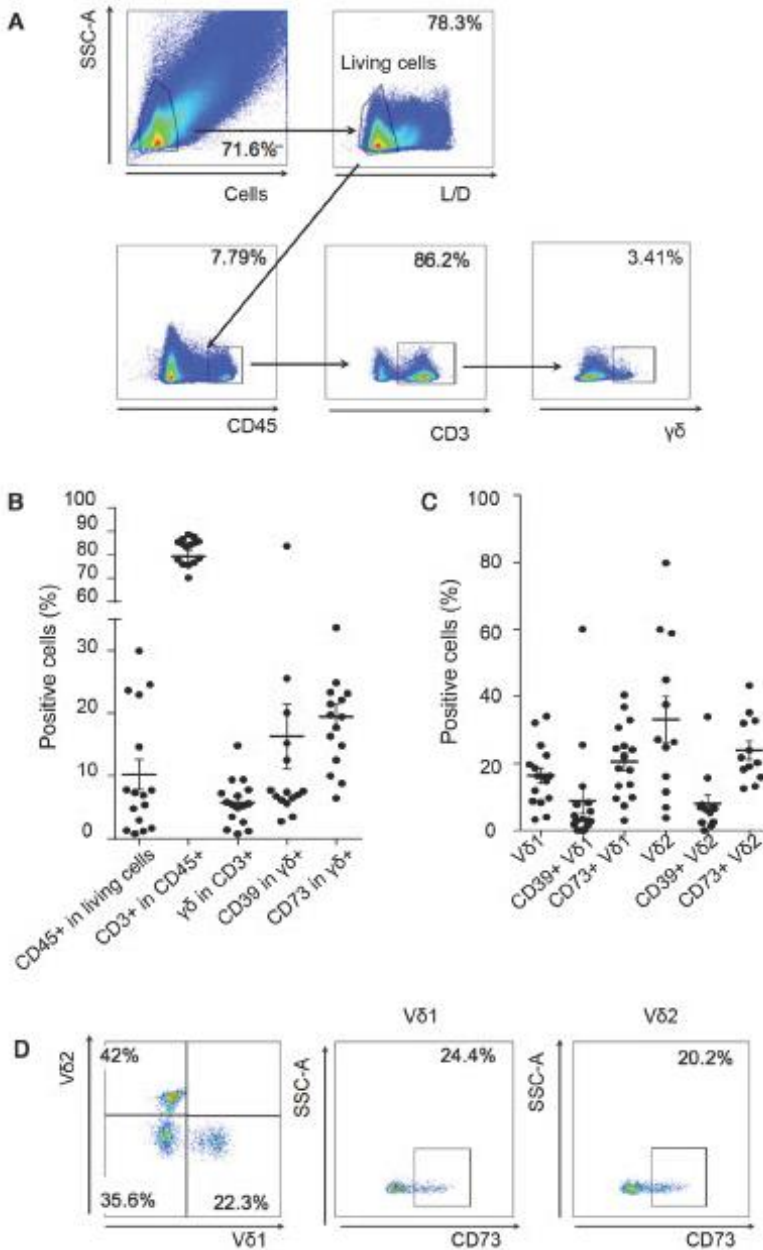 A
SSC-A
71.6%
Cells
78.3%
Living cells
L/D
7.79%
CD45
86.2%
CD3
3.41%
γδ
B
Positive cells (%)
100
90
80
70
60
30
20
10
0
CD45+ in living cells
CD3+ in CD45+
γδ in CD3+
CD39 in γδ+
CD73 in γδ+
C
Positive cells (%)
100
80
60
40
20
0
Vδ1
CD39+ Vδ1
CD73+ Vδ1
Vδ2
CD39+ Vδ2
CD73+ Vδ2
D
Vδ2
42%
35.6%
22.3%
Vδ1
Vδ1
SSC-A
24.4%
CD73
Vδ2
SSC-A
20.2%
CD73